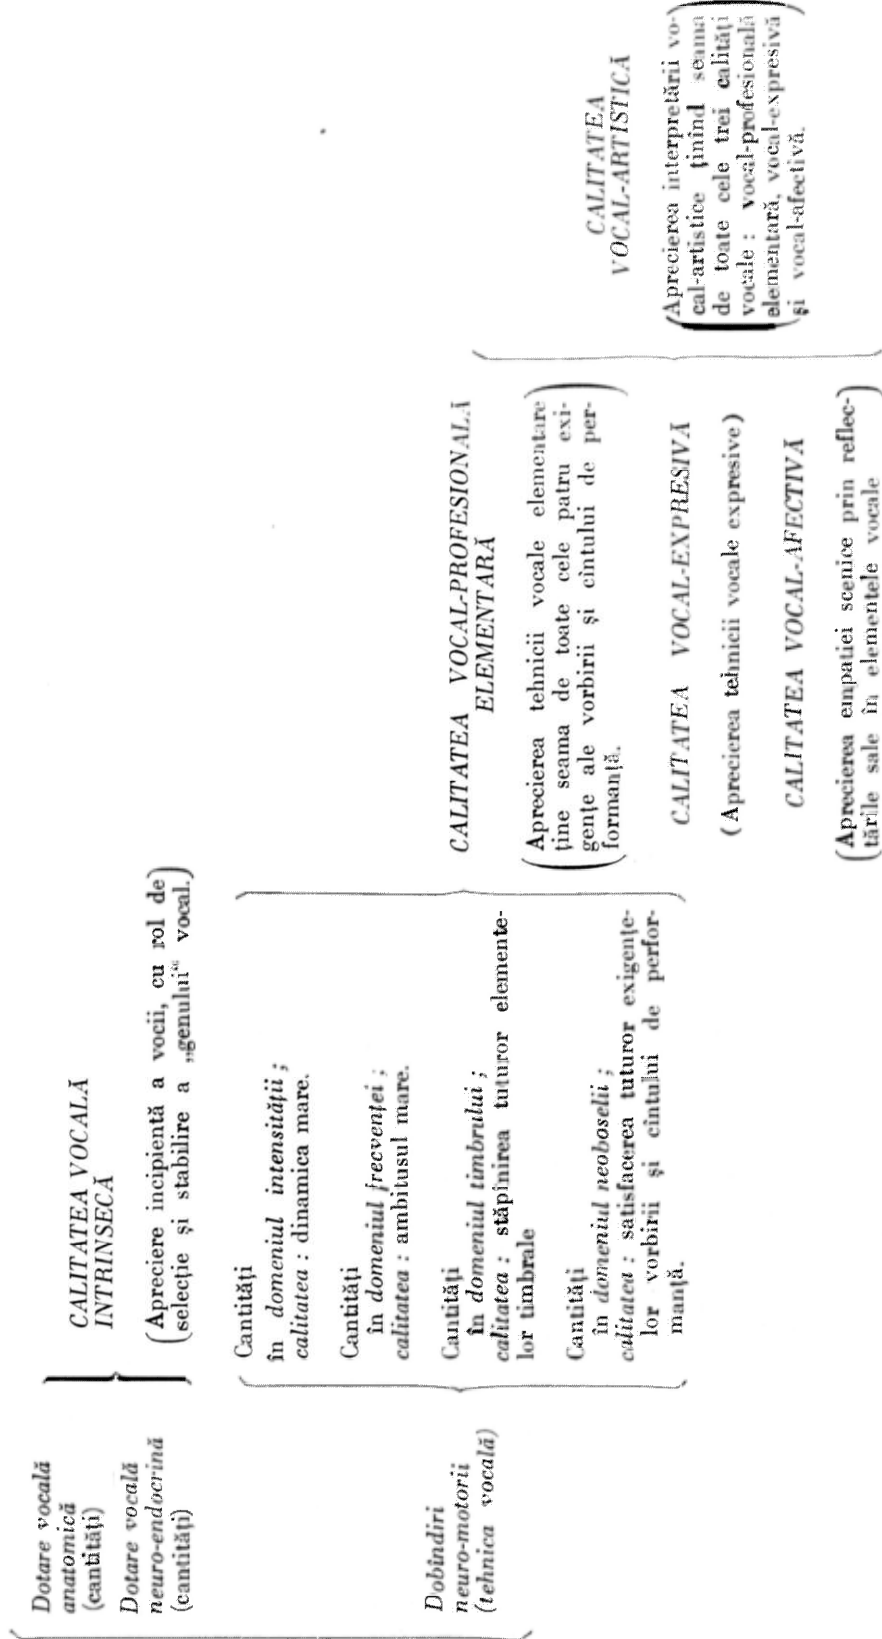 Dotare vocală
anatomică
(cantități)
Dotare vocală
neuro-endocrină
(cantități)
CALITATEA VOCALĂ
INTRINSECĂ
(Apreciere incipientă a vocii, cu rol de
selecție și stabilire a „genului“ vocal.)
Dobîndiri
neuro-motorii
(tehnica vocală)
Cantități
în domeniul intensității ;
calitatea : dinamica mare.
Cantități
în domeniul frecvenței ;
calitatea : ambitusul mare.
Cantități
în domeniul timbrului ;
calitatea : stăpînirea tuturor elemente-
lor timbrale
Cantități
în domeniul neoboselii ;
calitatea : satisfacerea tuturor exigențe-
lor vorbirii și cîntului de perfor-
manță.
CALITATEA VOCAL-PROFESIONALĂ
ELEMENTARĂ
(Aprecierea tehnicii vocale elementare
ține seama de toate cele patru exi-
gențe ale vorbirii și cîntului de per-
formanță.)
CALITATEA VOCAL-EXPRESIVĂ
(Aprecierea tehnicii vocale expresive)
CALITATEA VOCAL-AFECTIVĂ
(Aprecierea empatiei scenice prin reflec-
tările sale în elementele vocale)
CALITATEA
VOCAL-ARTISTICĂ
(Aprecierea interpretării vo-
cal-artistice ținînd seama
de toate cele trei calități
vocale : vocal-profesională
elementară, vocal-expresivă
și vocal-afectivă.)